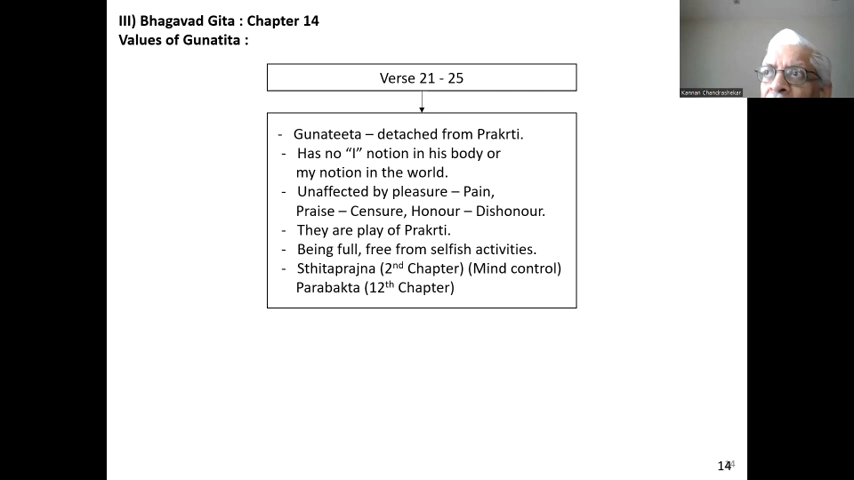 III) Bhagavad Gita : Chapter 14
Values of Gunatita :
Kannan Chandrashekar
Verse 21 - 25
- Gunateeta – detached from Prakrti.
- Has no “I” notion in his body or
my notion in the world.
- Unaffected by pleasure – Pain,
Praise – Censure, Honour – Dishonour.
- They are play of Prakrti.
- Being full, free from selfish activities.
- Sthitaprajna (2nd Chapter) (Mind control)
Parabakta (12th Chapter)
14